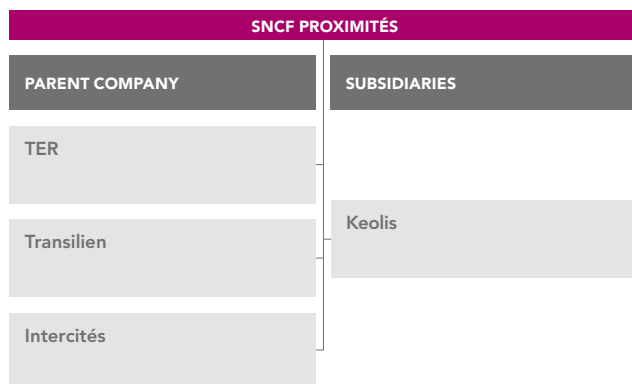 SNCF PROXIMITÉS
PARENT COMPANY
SUBSIDIARIES
TER
Transilien
Intercités
Keolis